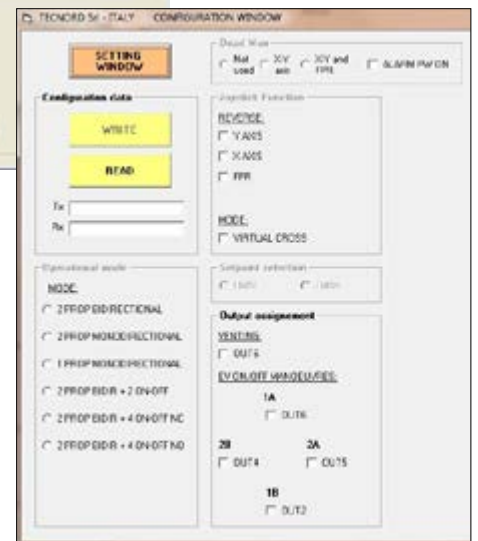 TECNORD Srl - ITALY CONFIGURATION WINDOW
SETTING WINDOW
Dead Man
Not used
X/Y axis
X/Y and FPR
ALARM PW ON
Configuration data
WRITE
READ
Tx
Rx
Joystick Function
REVERSE:
Y AXIS
X AXIS
FPR
MODE:
VIRTUAL CROSS
Operational mode
MODE:
2 PROP BIDIRECTIONAL
2 PROP MONODIRECTIONAL
1 PROP MONODIRECTIONAL
2 PROP BIDIR + 2 ON-OFF
2 PROP BIDIR + 4 ON-OFF NC
2 PROP BIDIR + 4 ON-OFF NO
Setpoint selection
Output assignement
VENTING:
OUT6
EV ON/OFF MANOEUVRES:
1A
OUT6
2B
2A
OUT4
OUT5
1B
OUT2